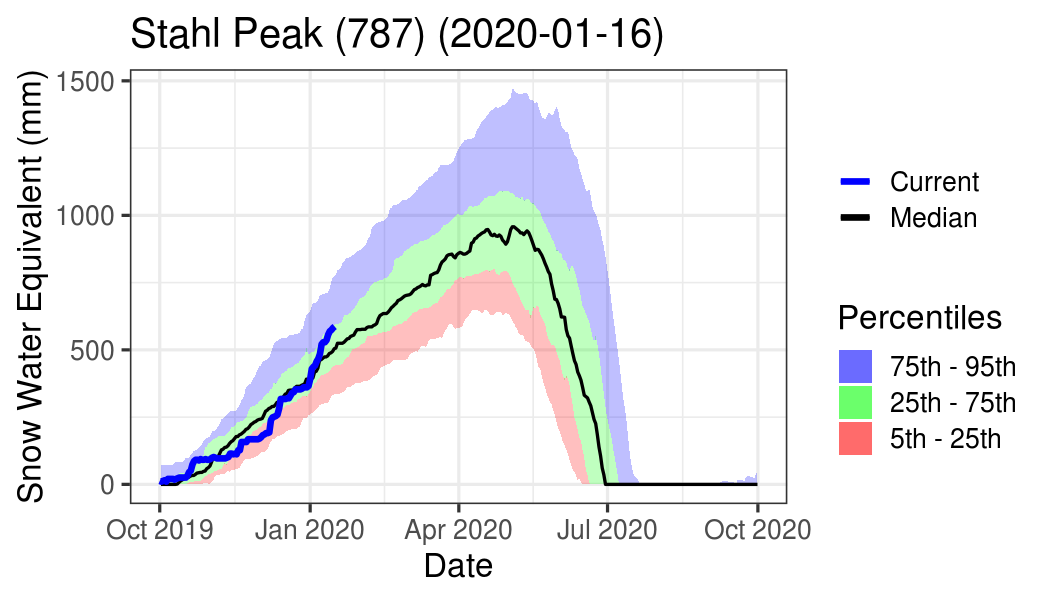 Stahl Peak (787) (2020-01-16)
Snow Water Equivalent (mm)
1500
1000
500
0
Oct 2019
Jan 2020
Apr 2020
Jul 2020
Oct 2020
Date
Current
Median
Percentiles
75th - 95th
25th - 75th
5th - 25th